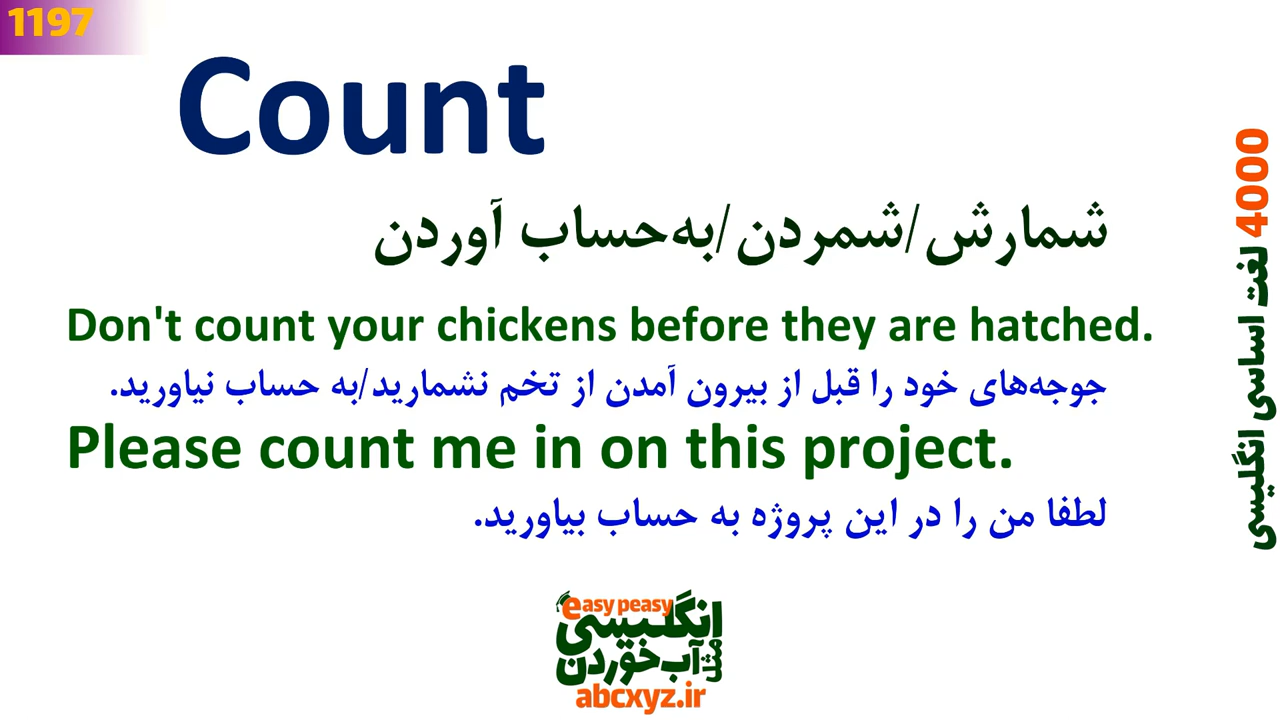 1197
Count
شمارش/شمردن/به‌حساب آوردن
Don't count your chickens before they are hatched.
جوجه‌های خود را قبل از بیرون آمدن از تخم نشمارید/به حساب نیاورید.
Please count me in on this project.
لطفا من را در این پروژه به حساب بیاورید.
4000 لغت اساسی انگلیسی
easy peasy
انگلیسی
مثل آب خوردن
abcxyz.ir